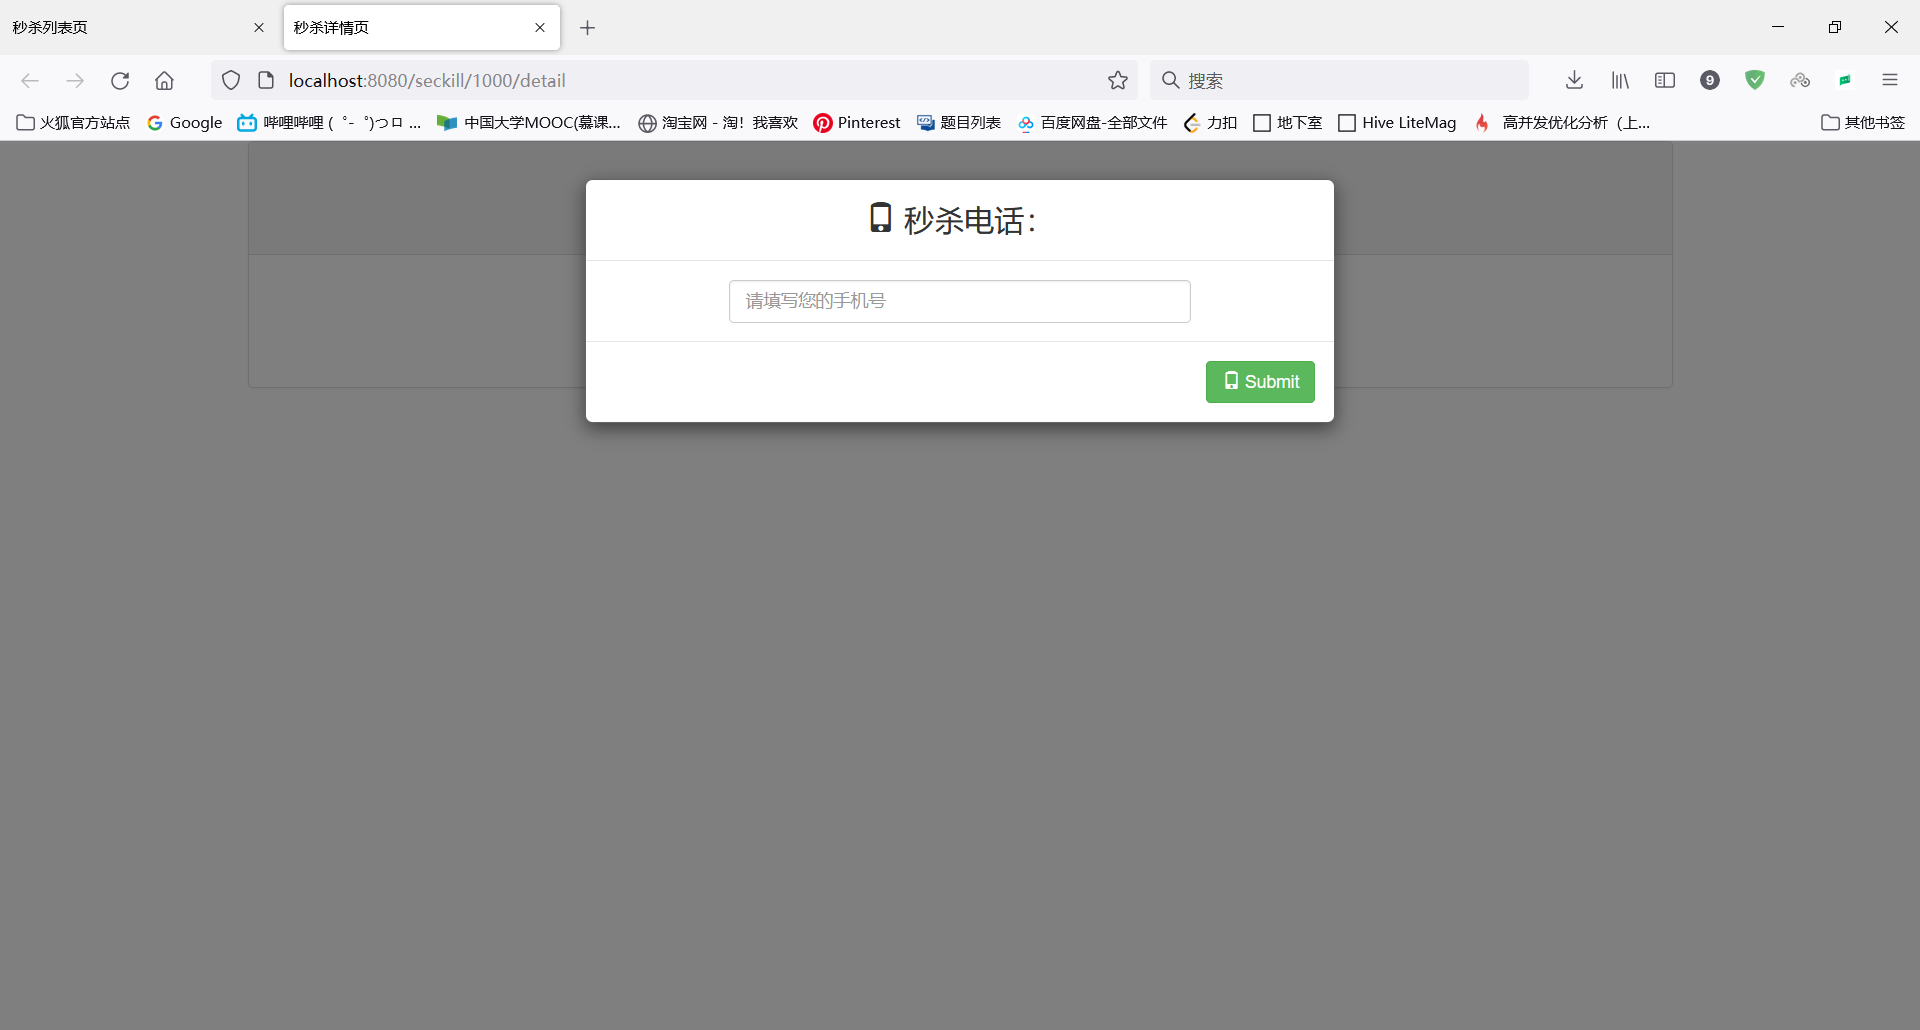 秒杀列表页 秒杀详情页
localhost:8080/seckill/1000/detail 搜索 9
火狐官方站点 Google 哔哩哔哩 (゜-゜)つロ ... 中国大学MOOC(慕课... 淘宝网 - 淘！我喜欢 Pinterest 题目列表 百度网盘-全部文件 力扣 地下室 Hive LiteMag 高并发优化分析（上... 其他书签
秒杀电话：
请填写您的手机号
Submit